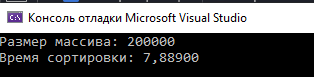 Консоль отладки Microsoft Visual Studio
Размер массива: 200000
Время сортировки: 7,88900